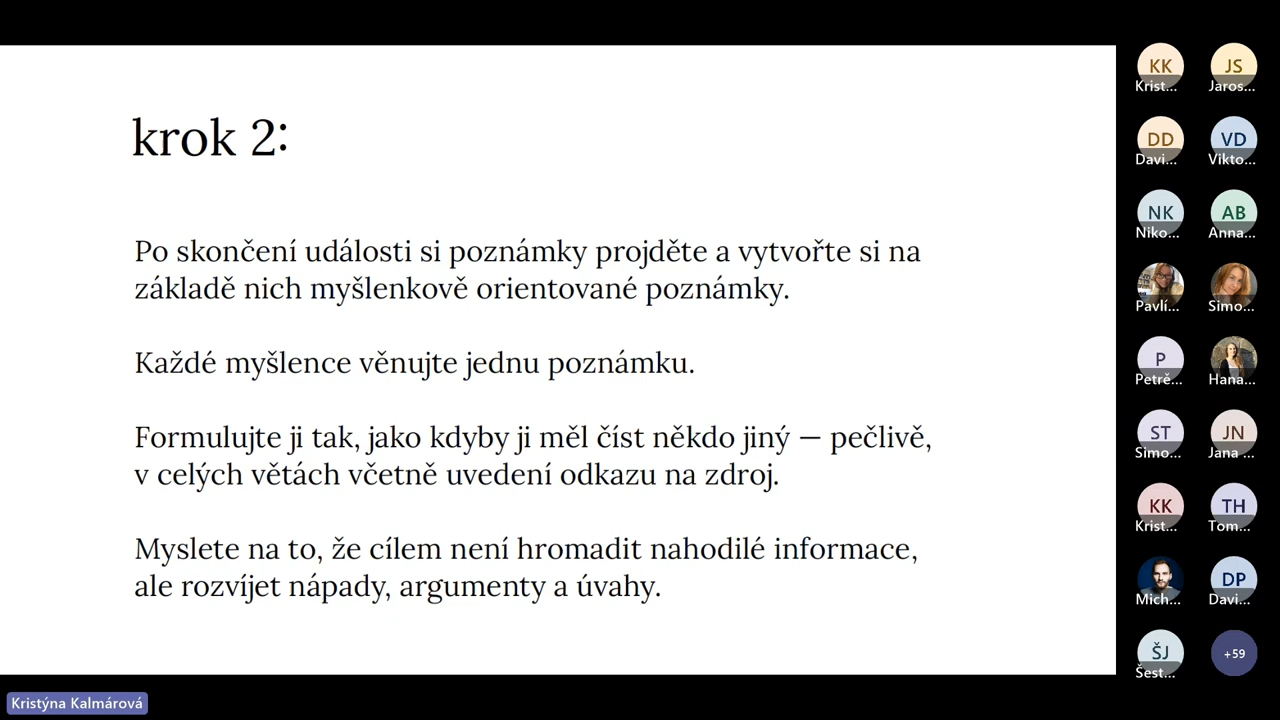 krok 2:
Po skončení události si poznámky projděte a vytvořte si na
základě nich myšlenkově orientované poznámky.
Každé myšlence věnujte jednu poznámku.
Formulujte ji tak, jako kdyby ji měl číst někdo jiný — pečlivě,
v celých větách včetně uvedení odkazu na zdroj.
Myslete na to, že cílem není hromadit nahodilé informace,
ale rozvíjet nápady, argumenty a úvahy.
KK JS
Krist... Jaros...
DD VD
Davi... Vikto...
NK AB
Niko... Anna...
Pavlí... Simo...
P
Petrě... Hana...
ST JN
Simo... Jana ...
KK TH
Krist... Tom...
DP
Mich... Davi...
ŠJ +59
Šest...
Kristýna Kalmárová